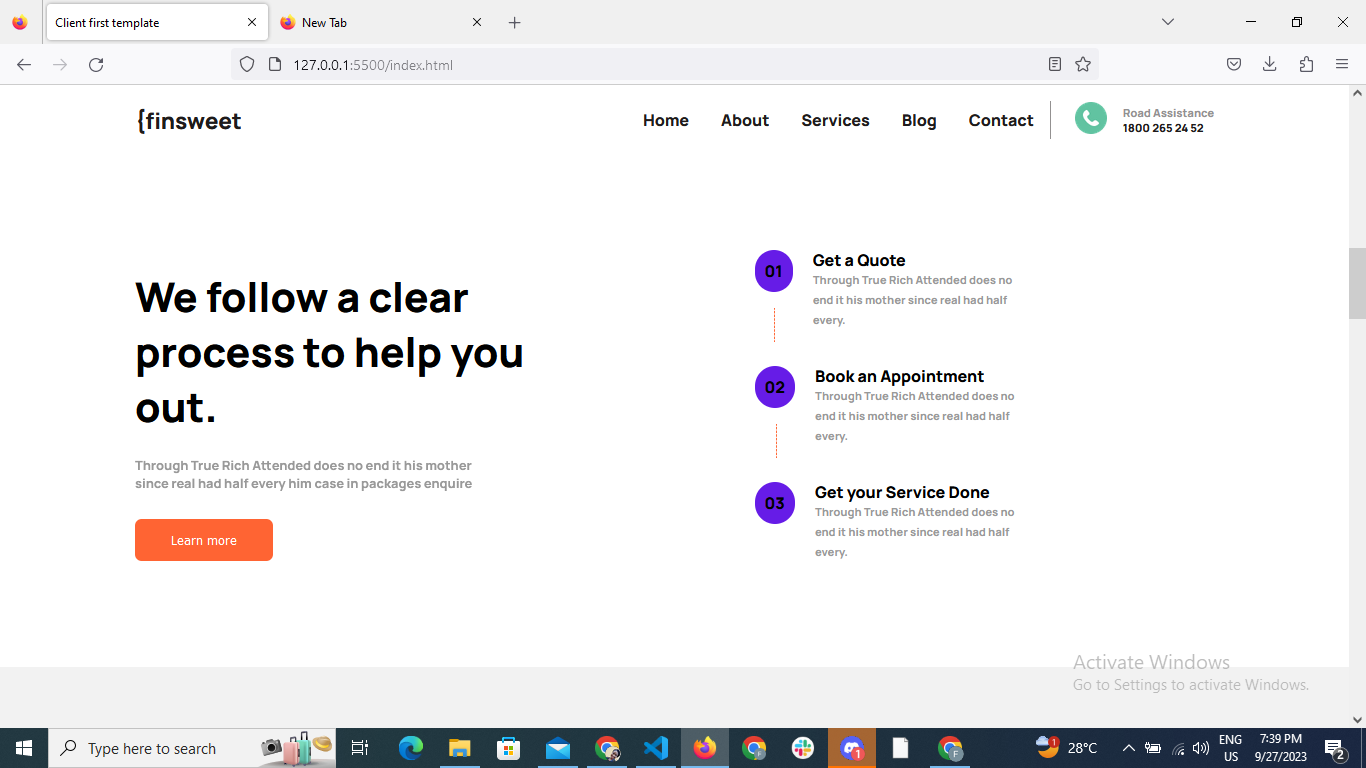 Client first template
New Tab
127.0.0.1:5500/index.html
{finsweet
Home About Services Blog Contact
Road Assistance
1800 265 24 52
We follow a clear
process to help you
out.
Through True Rich Attended does no end it his mother
since real had half every him case in packages enquire
Learn more
01
Get a Quote
Through True Rich Attended does no
end it his mother since real had half
every.
02
Book an Appointment
Through True Rich Attended does no
end it his mother since real had half
every.
03
Get your Service Done
Through True Rich Attended does no
end it his mother since real had half
every.
Activate Windows
Go to Settings to activate Windows.
Type here to search
F
1
F
1
28°C
ENG
US
7:39 PM
9/27/2023
2